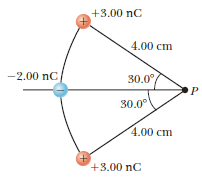 +3.00 nC
+
4.00 cm
−2.00 nC
30.0°
−
P
30.0°
4.00 cm
+
+3.00 nC